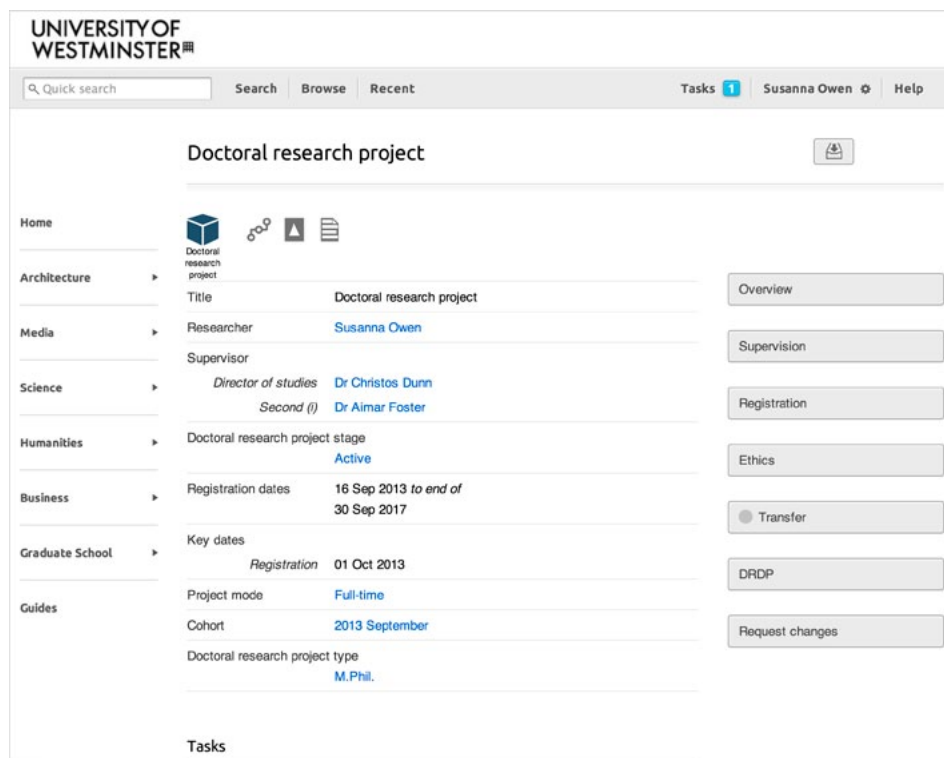 UNIVERSITY OF
WESTMINSTER
Quick search
Search
Browse
Recent
Tasks 1
Susanna Owen
Help
Doctoral research project
Home
Architecture
Media
Science
Humanities
Business
Graduate School
Guides
Doctoral
research
project
Title Doctoral research project
Researcher Susanna Owen
Supervisor
Director of studies Dr Christos Dunn
Second (i) Dr Aimar Foster
Doctoral research project stage
Active
Registration dates 16 Sep 2013 to end of
30 Sep 2017
Key dates
Registration 01 Oct 2013
Project mode Full-time
Cohort 2013 September
Doctoral research project type
M.Phil.
Tasks
Overview
Supervision
Registration
Ethics
Transfer
DRDP
Request changes